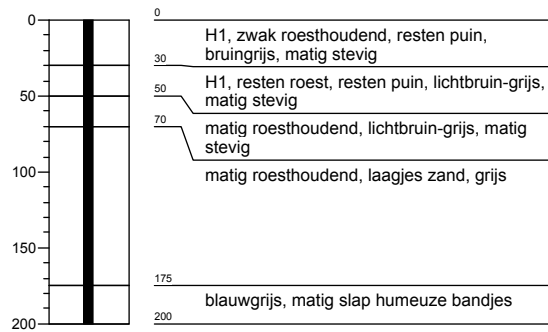 0
0
H1, zwak roesthoudend, resten puin,
bruingrijs, matig stevig
30
H1, resten roest, resten puin, lichtbruin-grijs,
matig stevig
50
50
matig roesthoudend, lichtbruin-grijs, matig
stevig
70
matig roesthoudend, laagjes zand, grijs
100
150
175
blauwgrijs, matig slap humeuze bandjes
200
200